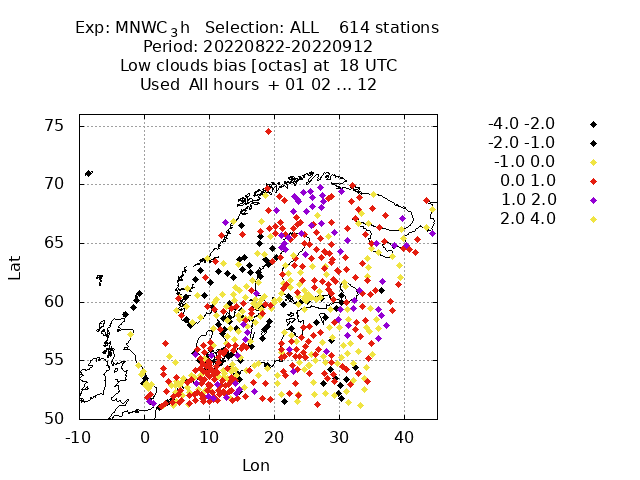 Exp: MNWC_3h   Selection: ALL    614 stations
Period: 20220822-20220912
Low clouds bias [octas] at  18 UTC
Used  All hours  + 01 02 ... 12
-4.0 -2.0
-2.0 -1.0
-1.0 0.0
0.0 1.0
1.0 2.0
2.0 4.0
75
70
65
60
55
50
Lat
-10 0 10 20 30 40
Lon